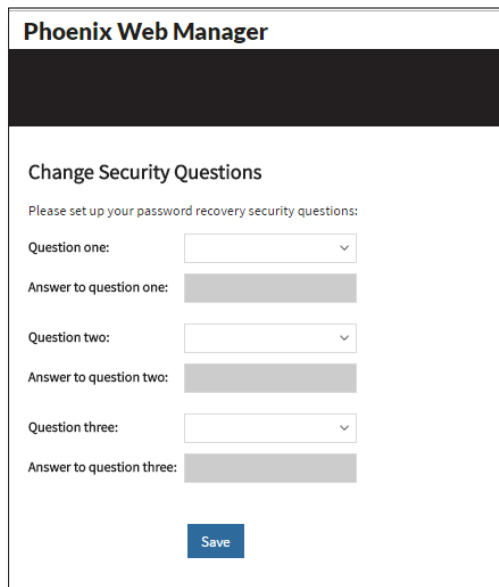 Phoenix Web Manager
Change Security Questions
Please set up your password recovery security questions:
Question one:
Answer to question one:
Question two:
Answer to question two:
Question three:
Answer to question three:
Save